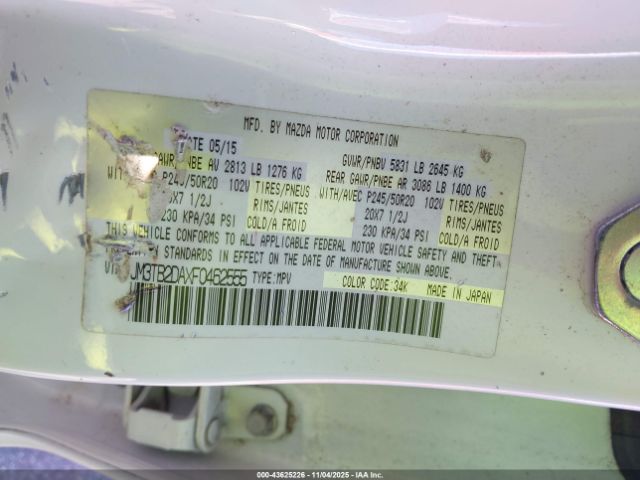 MFD. BY MAZDA MOTOR CORPORATION
ATE 05/15 GVWR/PNBV 5831 LB 2645 KG
GAWR/PNBE AV 2813 LB 1276 KG REAR GAWR/PNBE AR 3086 LB 1400 KG
P245/50R20 102V TIRES/PNEUS WITH/AVEC P245/50R20 102V TIRES/PNEUS
X7 1/2J RIMS/JANTES 20X7 1/2J RIMS/JANTES
230 KPA/34 PSI COLD/A FROID 230 KPA/34 PSI COLD/A FROID
THIS VEHICLE CONFORMS TO ALL APPLICABLE FEDERAL MOTOR VEHICLE SAFETY AND THEFT
STANDARDS IN EFFECT ON THE DATE OF MANUFACTURE SHOWN ABOVE.
JM3TB2DAXF0462555 TYPE:MPV COLOR CODE:34K MADE IN JAPAN
000-43625226 - 11/04/2025 - IAA Inc.